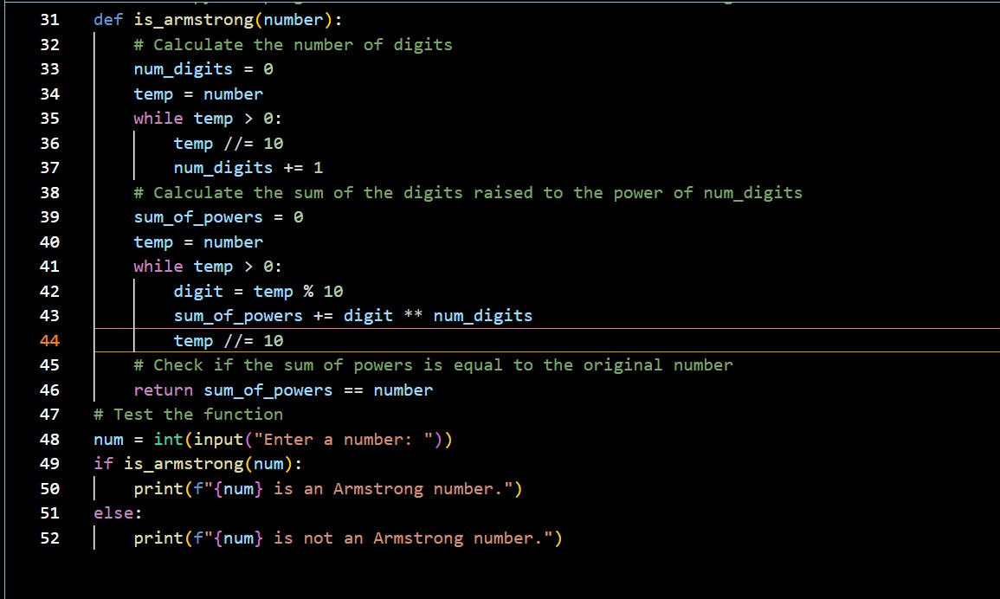 31 def is_armstrong(number):
32     # Calculate the number of digits
33     num_digits = 0
34     temp = number
35     while temp > 0:
36         temp //= 10
37         num_digits += 1
38     # Calculate the sum of the digits raised to the power of num_digits
39     sum_of_powers = 0
40     temp = number
41     while temp > 0:
42         digit = temp % 10
43         sum_of_powers += digit ** num_digits
44         temp //= 10
45     # Check if the sum of powers is equal to the original number
46     return sum_of_powers == number
47 # Test the function
48 num = int(input("Enter a number: "))
49 if is_armstrong(num):
50     print(f"{num} is an Armstrong number.")
51 else:
52     print(f"{num} is not an Armstrong number.")